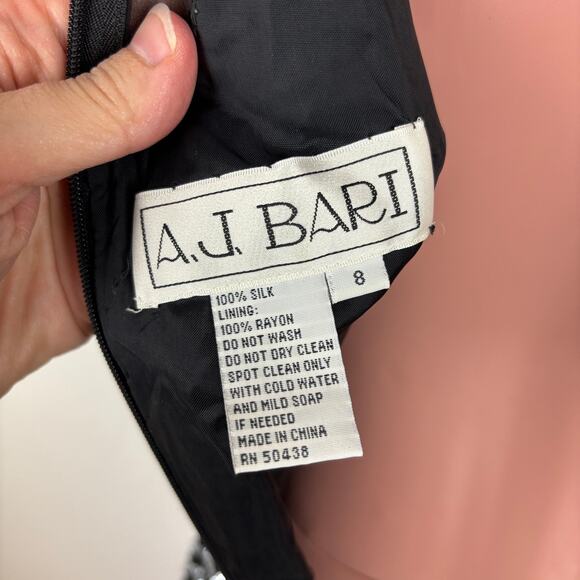 A.J. BARI
8
100% SILK
LINING:
100% RAYON
DO NOT WASH
DO NOT DRY CLEAN
SPOT CLEAN ONLY
WITH COLD WATER
AND MILD SOAP
IF NEEDED
MADE IN CHINA
RN 50438